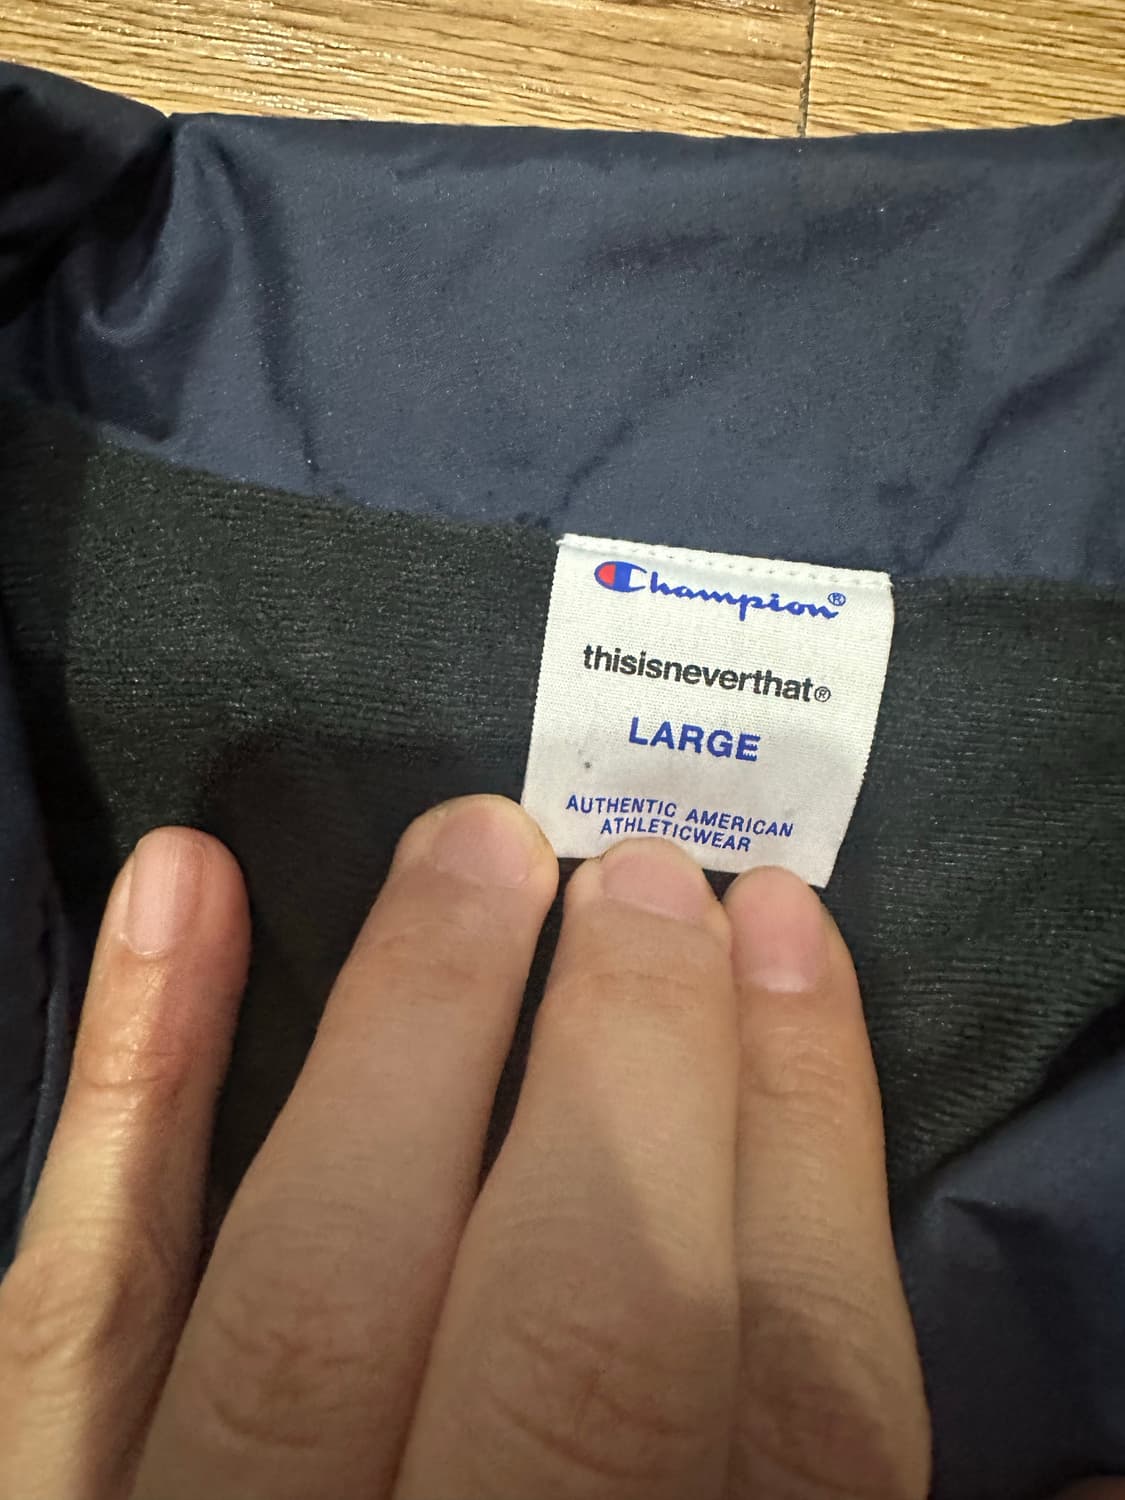 Champion®
thisisneverthat®
LARGE
AUTHENTIC AMERICAN
ATHLETICWEAR